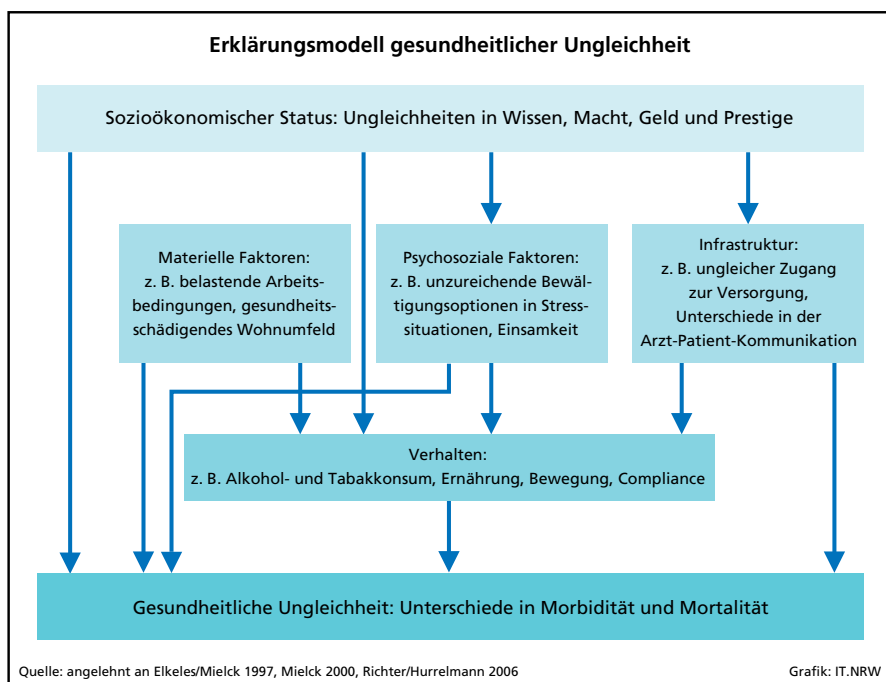 Erklärungsmodell gesundheitlicher Ungleichheit
Sozioökonomischer Status: Ungleichheiten in Wissen, Macht, Geld und Prestige
Materielle Faktoren:
z. B. belastende Arbeits-
bedingungen, gesundheits-
schädigendes Wohnumfeld
Psychosoziale Faktoren:
z. B. unzureichende Bewäl-
tigungsoptionen in Stress-
situationen, Einsamkeit
Infrastruktur:
z. B. ungleicher Zugang
zur Versorgung,
Unterschiede in der
Arzt-Patient-Kommunikation
Verhalten:
z. B. Alkohol- und Tabakkonsum, Ernährung, Bewegung, Compliance
Gesundheitliche Ungleichheit: Unterschiede in Morbidität und Mortalität
Quelle: angelehnt an Elkeles/Mielck 1997, Mielck 2000, Richter/Hurrelmann 2006
Grafik: IT.NRW